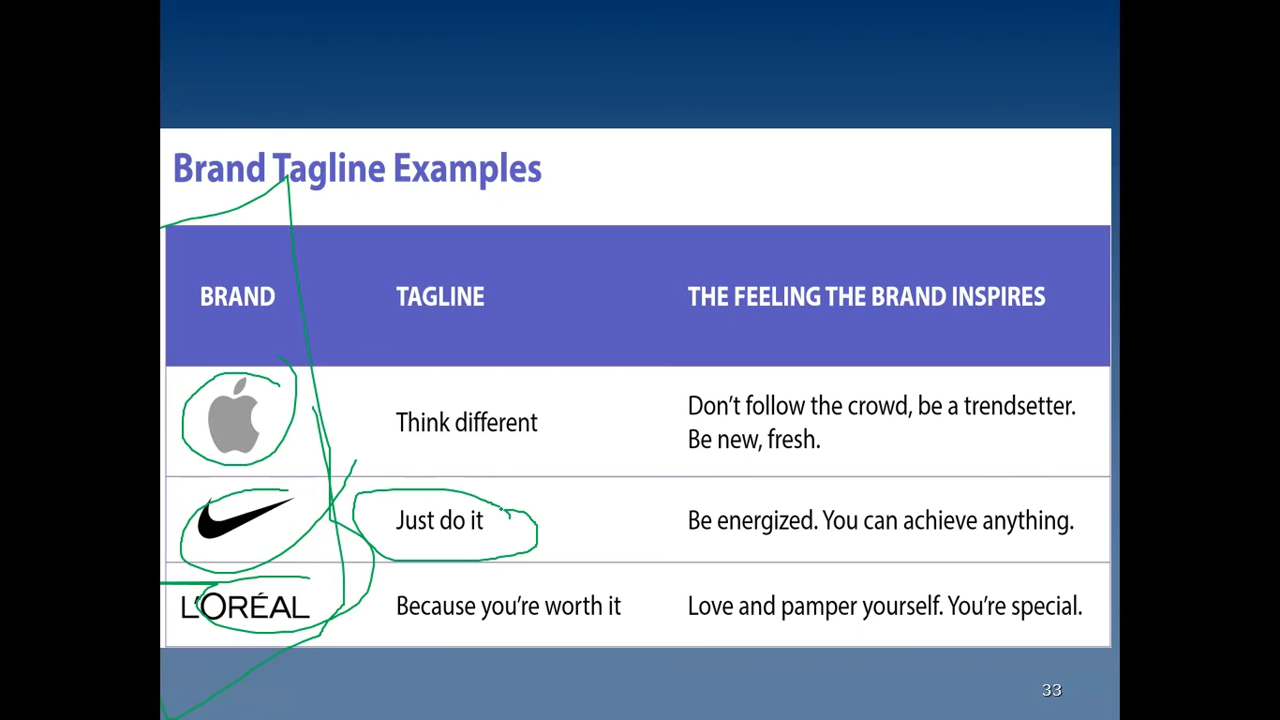 Brand Tagline Examples
BRAND TAGLINE THE FEELING THE BRAND INSPIRES
Think different
Don’t follow the crowd, be a trendsetter.
Be new, fresh.
Just do it
Be energized. You can achieve anything.
L’ORÉAL
Because you’re worth it
Love and pamper yourself. You’re special.
33